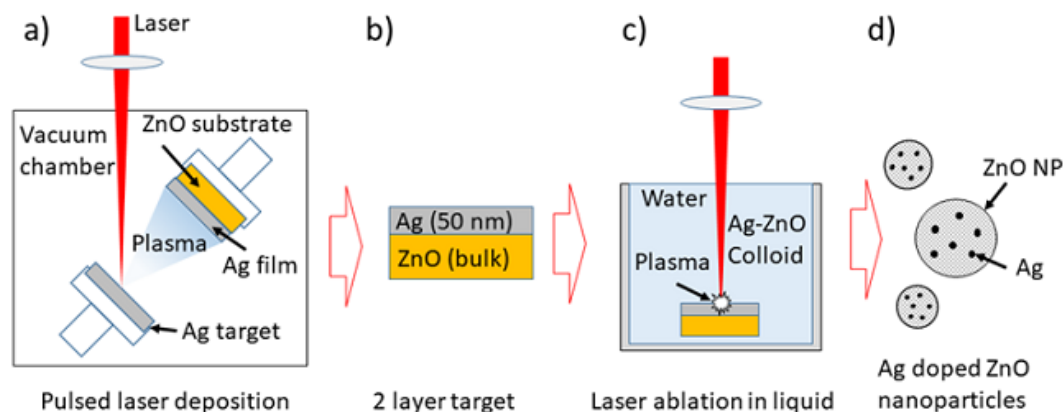 a)
Laser
Vacuum
chamber
ZnO substrate
Plasma
Ag film
Ag target
Pulsed laser deposition
b)
Ag (50 nm)
ZnO (bulk)
2 layer target
c)
Water
Ag-ZnO
Colloid
Plasma
Laser ablation in liquid
d)
ZnO NP
Ag
Ag doped ZnO
nanoparticles